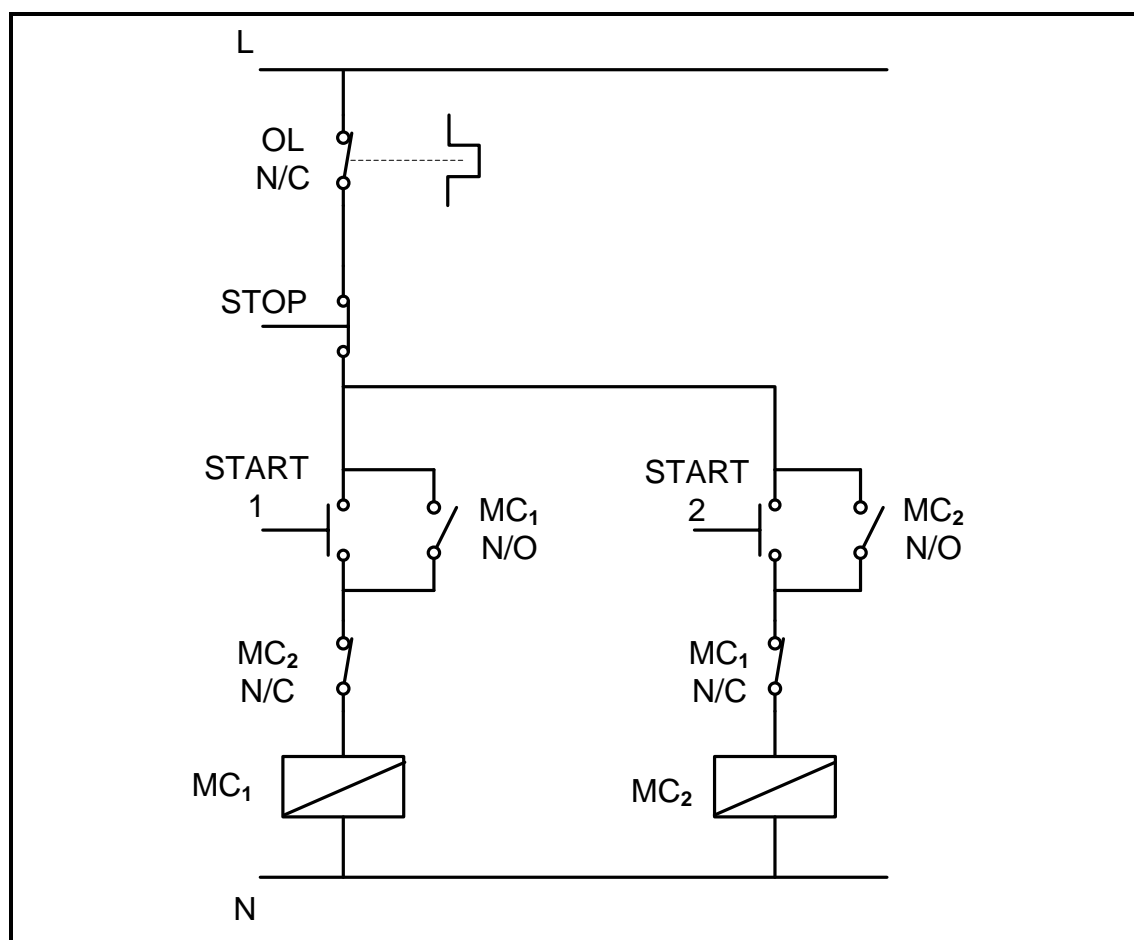 L
OL
N/C
STOP
START
1
MC₁
N/O
START
2
MC₂
N/O
MC₂
N/C
MC₁
N/C
MC₁
MC₂
N